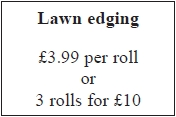 Lawn edging
£3.99 per roll
or
3 rolls for £10